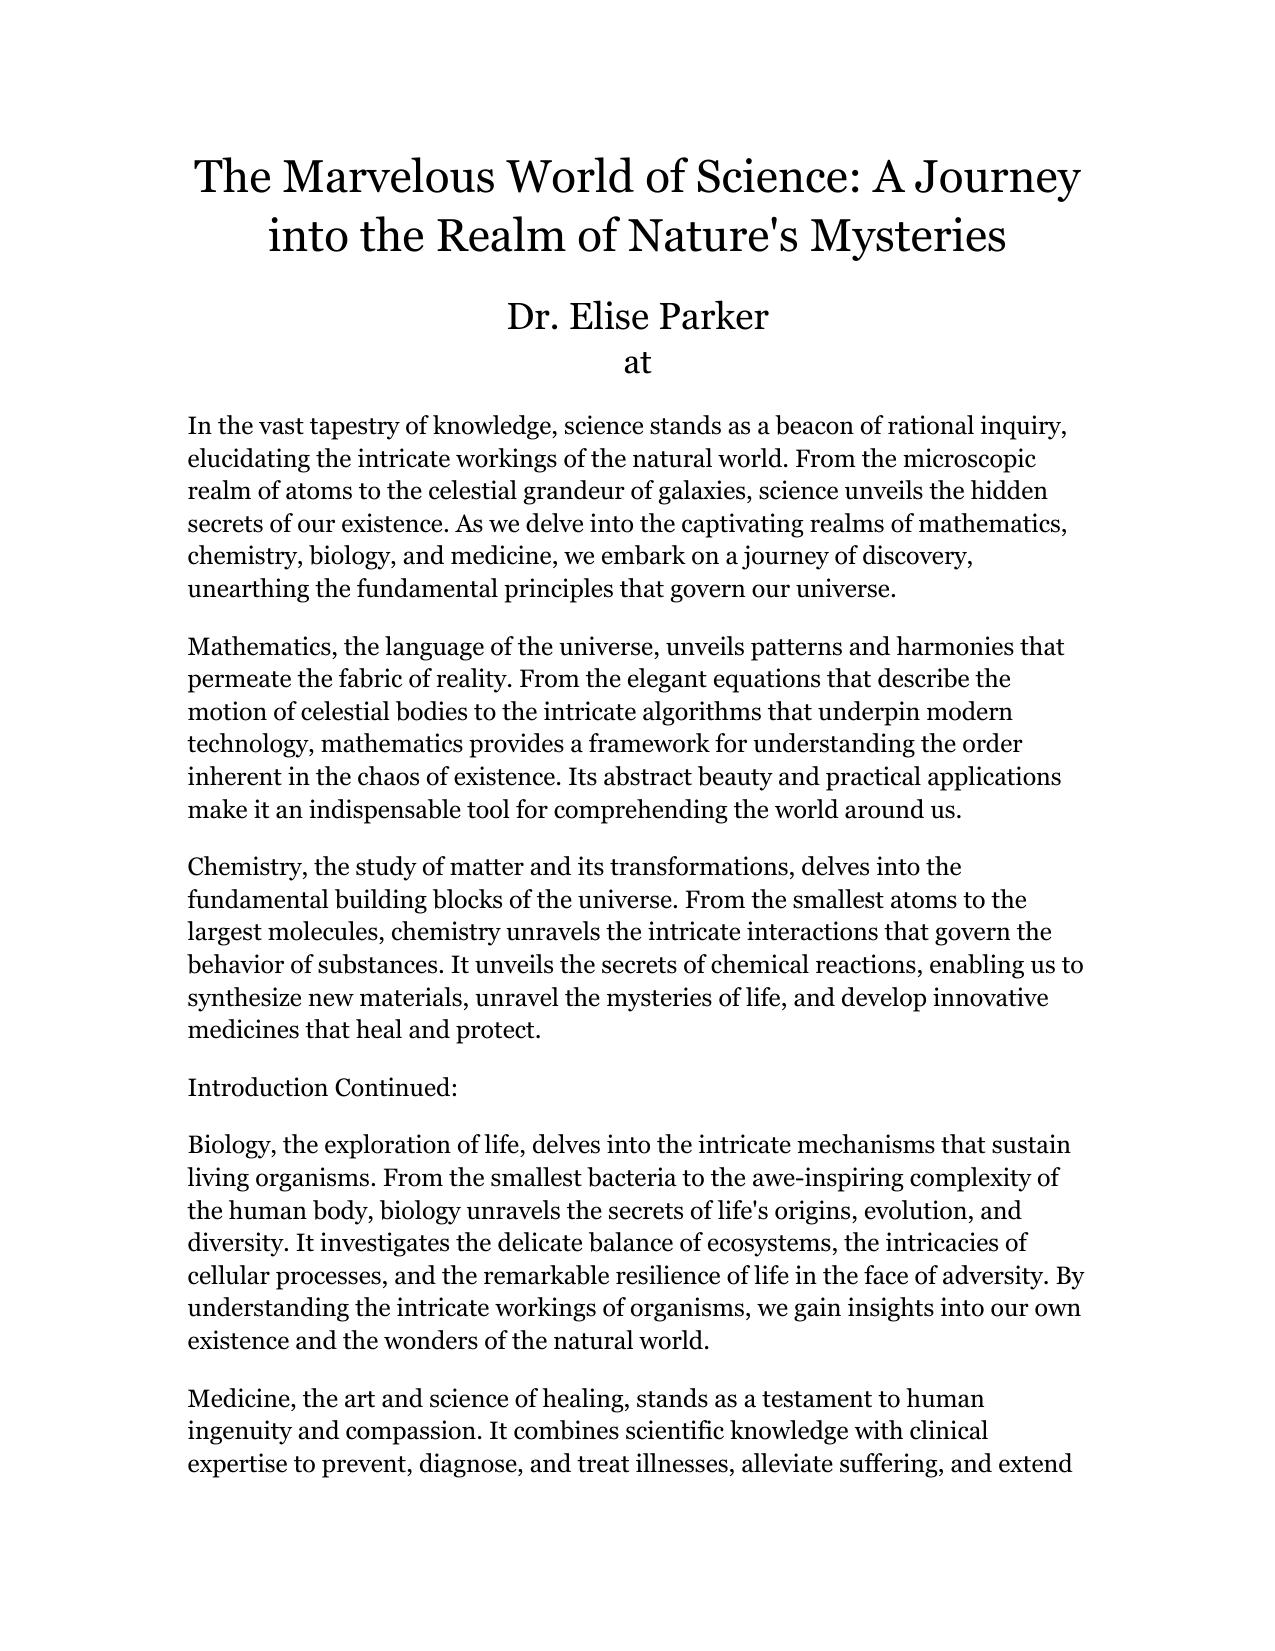 The Marvelous World of Science: A Journey
into the Realm of Nature's Mysteries
Dr. Elise Parker
at
In the vast tapestry of knowledge, science stands as a beacon of rational inquiry,
elucidating the intricate workings of the natural world. From the microscopic
realm of atoms to the celestial grandeur of galaxies, science unveils the hidden
secrets of our existence. As we delve into the captivating realms of mathematics,
chemistry, biology, and medicine, we embark on a journey of discovery,
unearthing the fundamental principles that govern our universe.
Mathematics, the language of the universe, unveils patterns and harmonies that
permeate the fabric of reality. From the elegant equations that describe the
motion of celestial bodies to the intricate algorithms that underpin modern
technology, mathematics provides a framework for understanding the order
inherent in the chaos of existence. Its abstract beauty and practical applications
make it an indispensable tool for comprehending the world around us.
Chemistry, the study of matter and its transformations, delves into the
fundamental building blocks of the universe. From the smallest atoms to the
largest molecules, chemistry unravels the intricate interactions that govern the
behavior of substances. It unveils the secrets of chemical reactions, enabling us to
synthesize new materials, unravel the mysteries of life, and develop innovative
medicines that heal and protect.
Introduction Continued:
Biology, the exploration of life, delves into the intricate mechanisms that sustain
living organisms. From the smallest bacteria to the awe-inspiring complexity of
the human body, biology unravels the secrets of life's origins, evolution, and
diversity. It investigates the delicate balance of ecosystems, the intricacies of
cellular processes, and the remarkable resilience of life in the face of adversity. By
understanding the intricate workings of organisms, we gain insights into our own
existence and the wonders of the natural world.
Medicine, the art and science of healing, stands as a testament to human
ingenuity and compassion. It combines scientific knowledge with clinical
expertise to prevent, diagnose, and treat illnesses, alleviate suffering, and extend